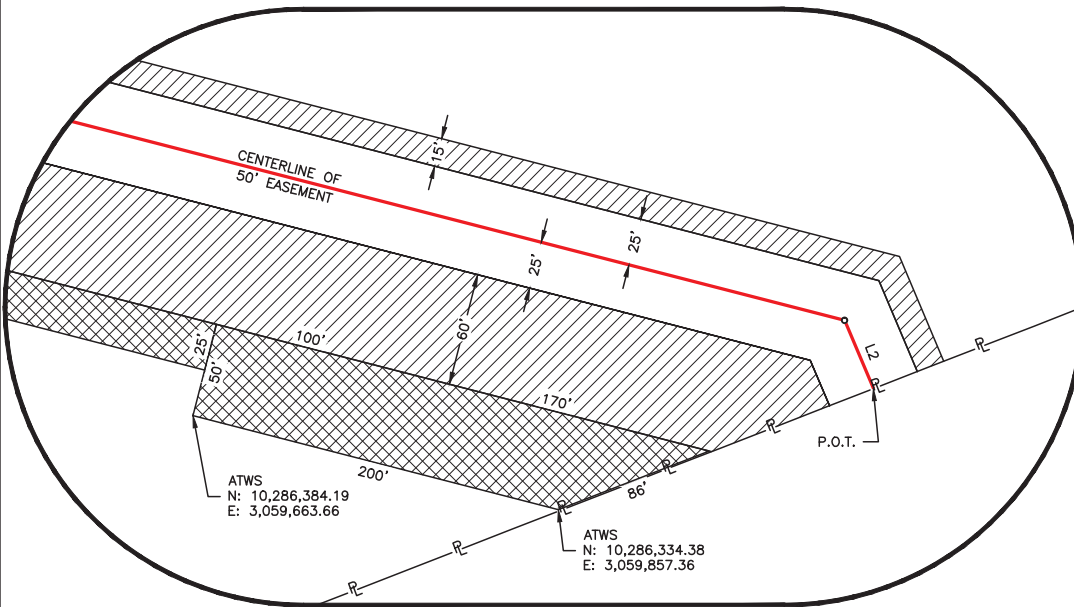 15'
CENTERLINE OF
50' EASEMENT
25'
25'
60'
L2
℄
100'
25'
50'
170'
P.O.T.
200'
86'
ATWS
N: 10,286,384.19
E: 3,059,663.66
ATWS
N: 10,286,334.38
E: 3,059,857.36